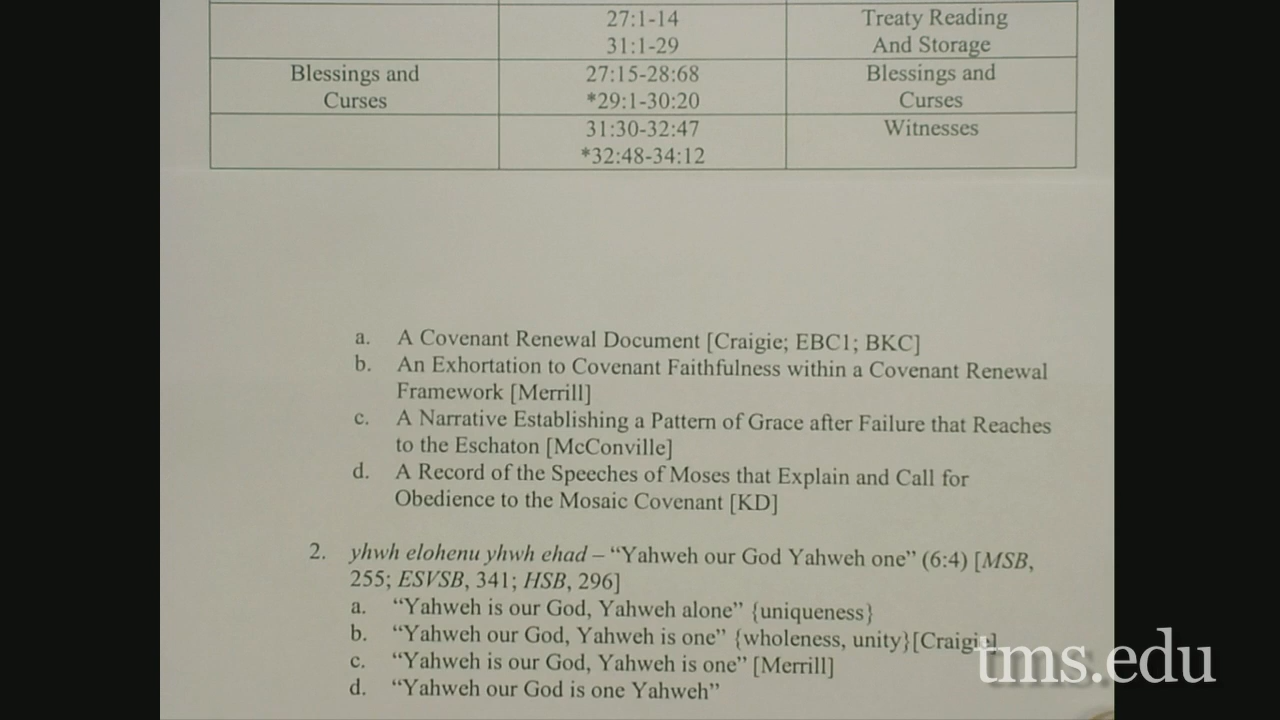 27:1-14 Treaty Reading
31:1-29 And Storage
Blessings and 27:15-28:68 Blessings and
Curses *29:1-30:20 Curses
31:30-32:47 Witnesses
*32:48-34:12
a. A Covenant Renewal Document [Craigie; EBC1; BKC]
b. An Exhortation to Covenant Faithfulness within a Covenant Renewal
Framework [Merrill]
c. A Narrative Establishing a Pattern of Grace after Failure that Reaches
to the Eschaton [McConville]
d. A Record of the Speeches of Moses that Explain and Call for
Obedience to the Mosaic Covenant [KD]
2. yhwh elohenu yhwh ehad – “Yahweh our God Yahweh one” (6:4) [MSB,
255; ESVSB, 341; HSB, 296]
a. “Yahweh is our God, Yahweh alone” {uniqueness}
b. “Yahweh our God, Yahweh is one” {wholeness, unity}[Craigie]
c. “Yahweh is our God, Yahweh is one” [Merrill]
d. “Yahweh our God is one Yahweh”
tms.edu